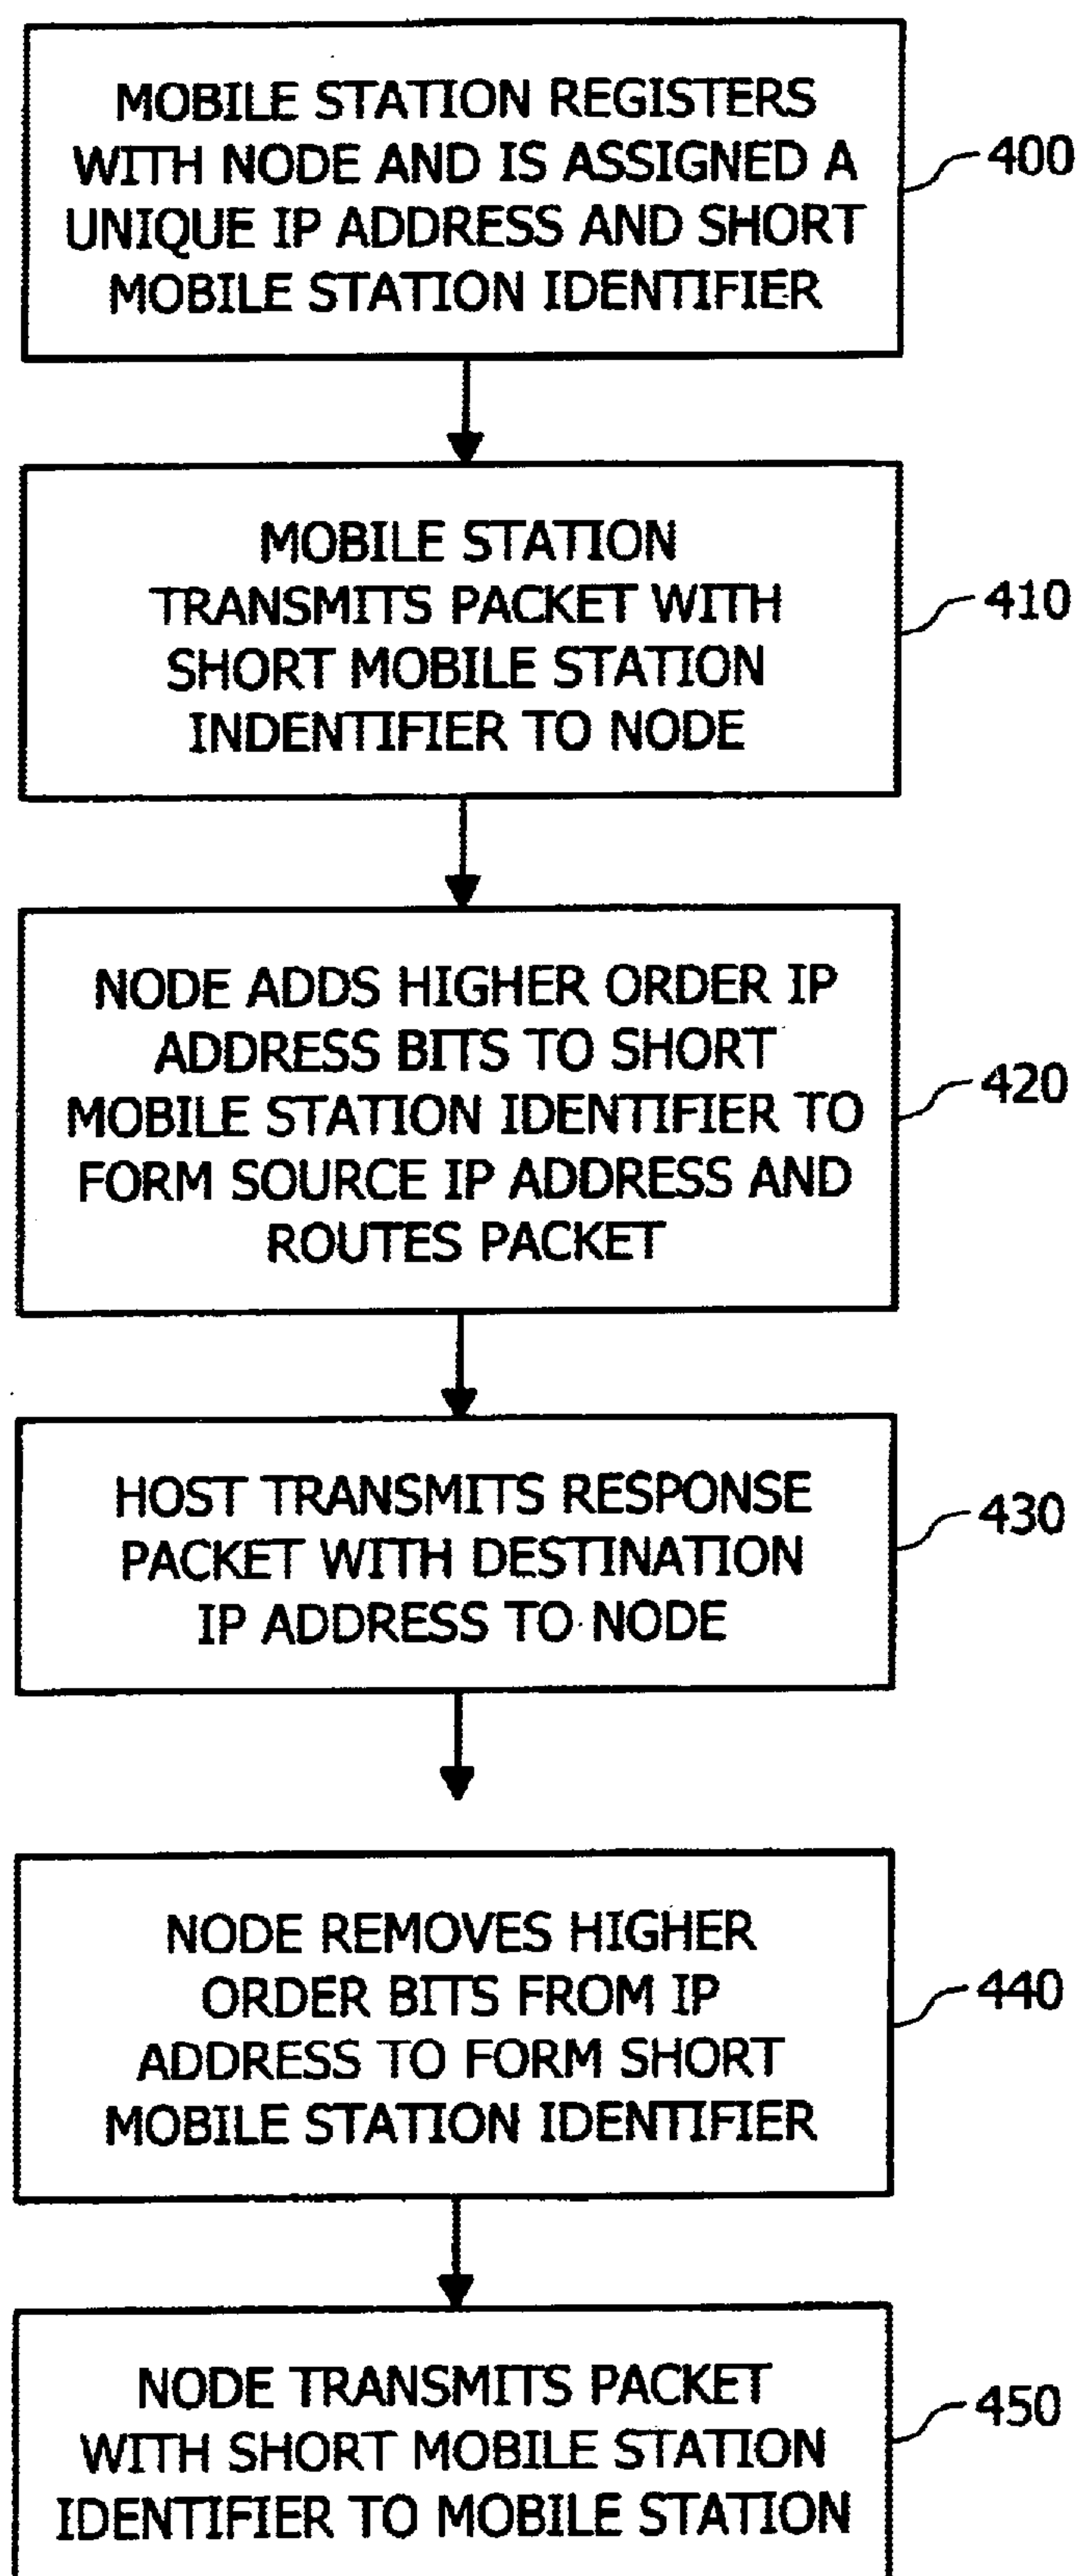 MOBILE STATION REGISTERS
WITH NODE AND IS ASSIGNED A
UNIQUE IP ADDRESS AND SHORT
MOBILE STATION IDENTIFIER
400
MOBILE STATION
TRANSMITS PACKET WITH
SHORT MOBILE STATION
INDENTIFIER TO NODE
410
NODE ADDS HIGHER ORDER IP
ADDRESS BITS TO SHORT
MOBILE STATION IDENTIFIER TO
FORM SOURCE IP ADDRESS AND
ROUTES PACKET
420
HOST TRANSMITS RESPONSE
PACKET WITH DESTINATION
IP ADDRESS TO NODE
430
NODE REMOVES HIGHER
ORDER BITS FROM IP
ADDRESS TO FORM SHORT
MOBILE STATION IDENTIFIER
440
NODE TRANSMITS PACKET
WITH SHORT MOBILE STATION
IDENTIFIER TO MOBILE STATION
450